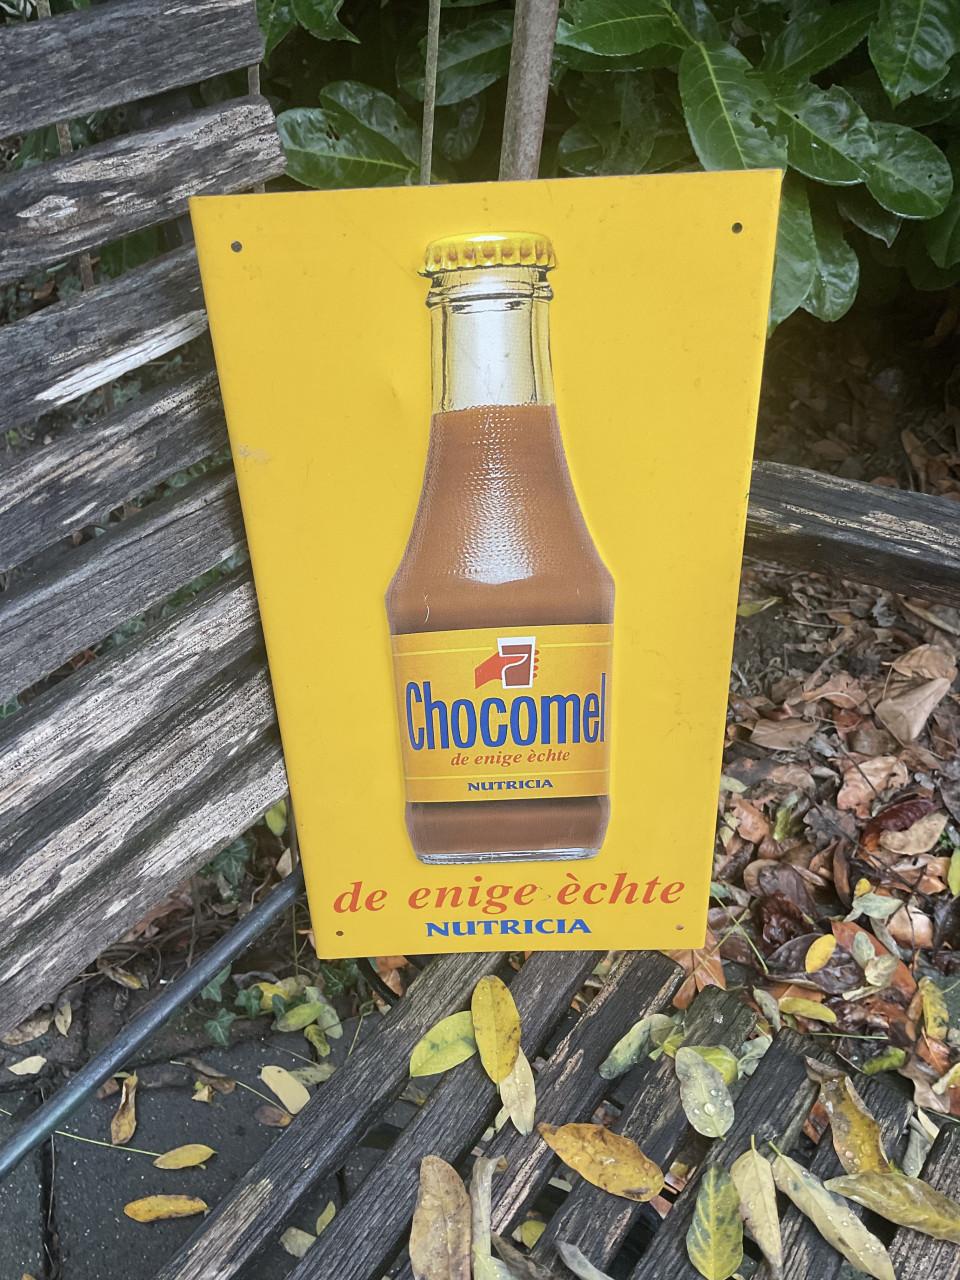 Chocomel
de enige èchte
NUTRICIA
de enige èchte
NUTRICIA